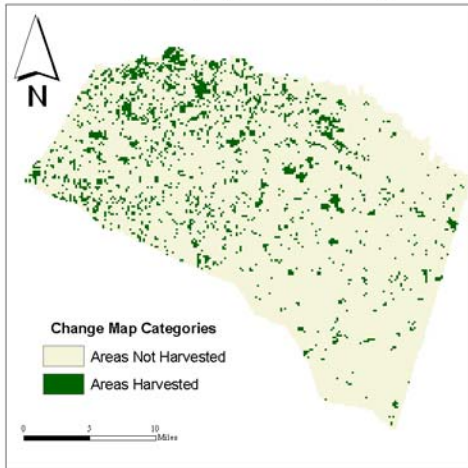 N
Change Map Categories
Areas Not Harvested
Areas Harvested
0 5 10
Miles